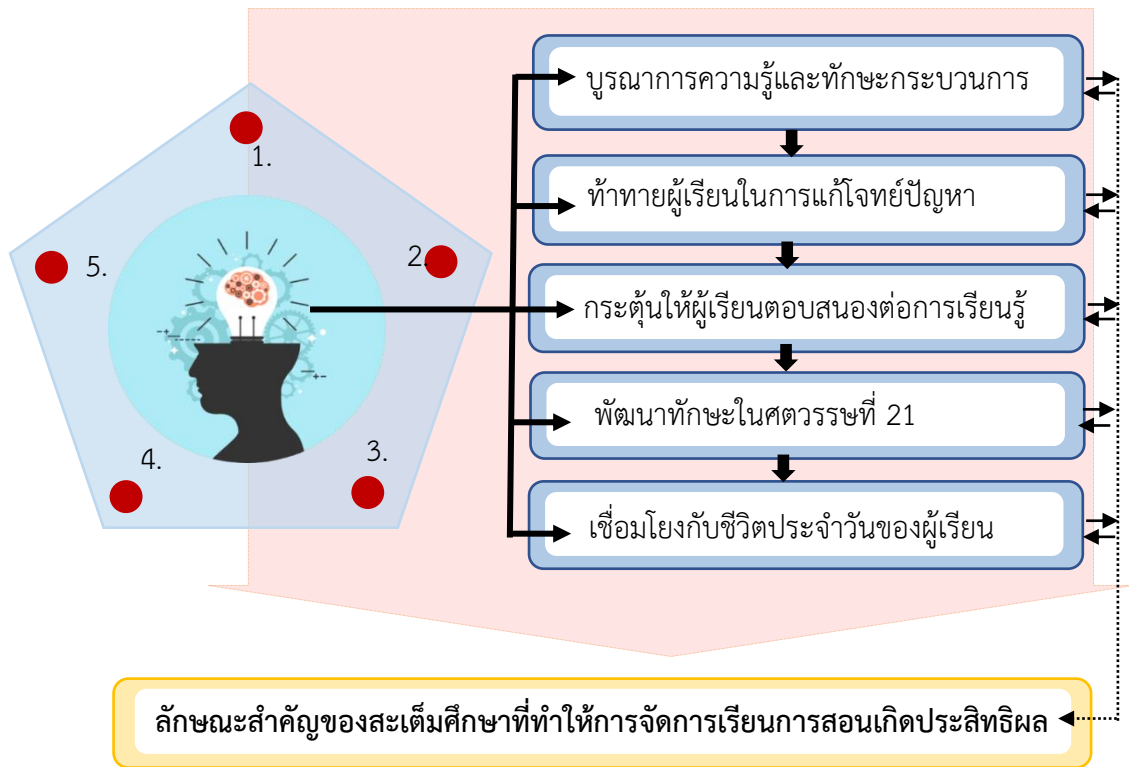 1.
2.
3.
4.
5.
บูรณาการความรู้และทักษะกระบวนการ
ท้าทายผู้เรียนในการแก้โจทย์ปัญหา
กระตุ้นให้ผู้เรียนตอบสนองต่อการเรียนรู้
พัฒนาทักษะในศตวรรษที่ 21
เชื่อมโยงกับชีวิตประจำวันของผู้เรียน
ลักษณะสำคัญของสะเต็มศึกษาที่ทำให้การจัดการเรียนการสอนเกิดประสิทธิผล